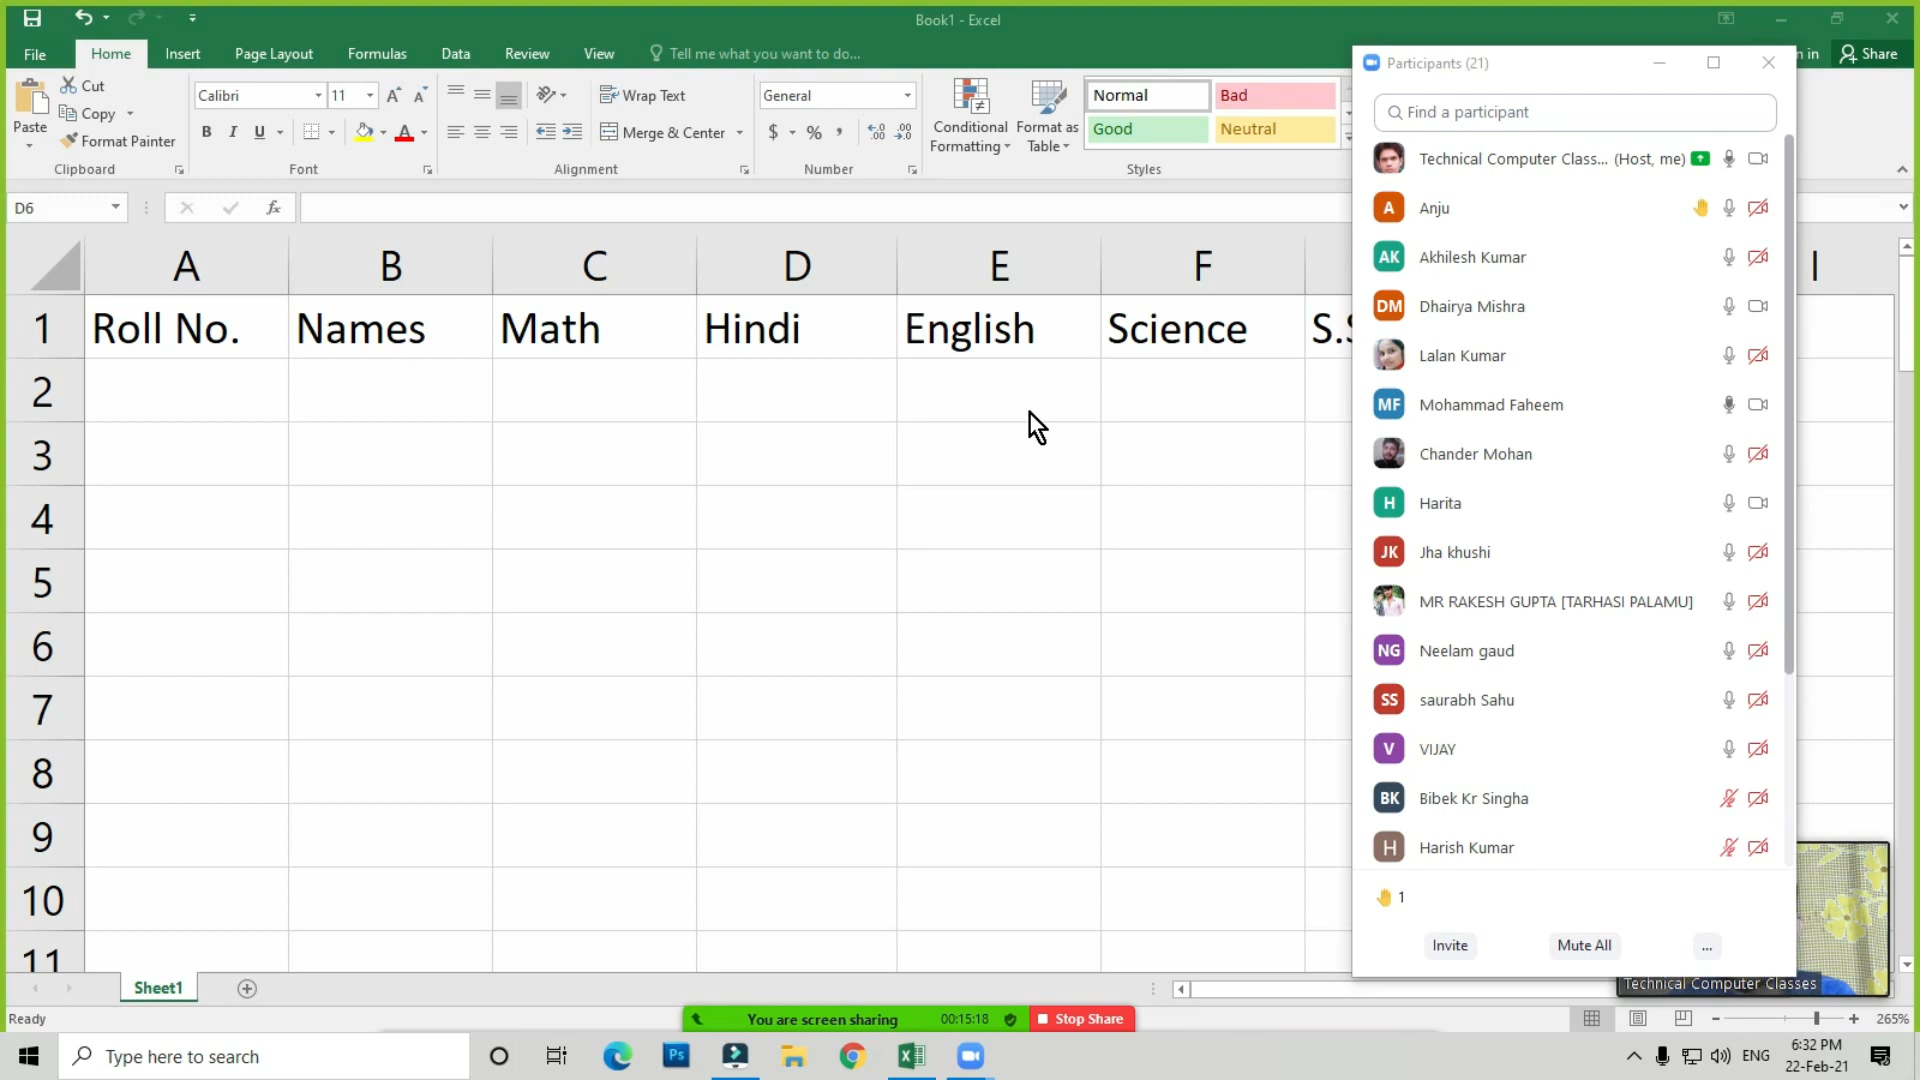 Book1 - Excel
File Home Insert Page Layout Formulas Data Review View Tell me what you want to do... Share
Cut
Copy
Format Painter
Paste
Clipboard
Calibri 11
B I U A
Font
Wrap Text
Merge & Center
Alignment
General
$ % ,
Number
Conditional Formatting
Format as Table
Normal Bad
Good Neutral
Styles
D6 fx
A B C D E F I
1 Roll No. Names Math Hindi English Science
2
3
4
5
6
7
8
9
10
11
Participants (21)
Find a participant
Technical Computer Class... (Host, me)
A Anju
AK Akhilesh Kumar
DM Dhairya Mishra
Lalan Kumar
MF Mohammad Faheem
Chander Mohan
H Harita
JK Jha khushi
MR RAKESH GUPTA [TARHASI PALAMU]
NG Neelam gaud
SS saurabh Sahu
V VIJAY
BK Bibek Kr Singha
H Harish Kumar
1
Invite Mute All ...
Technical Computer Classes
Sheet1
Ready
You are screen sharing 00:15:18 Stop Share
265%
Type here to search
Ps
ENG
6:32 PM
22-Feb-21